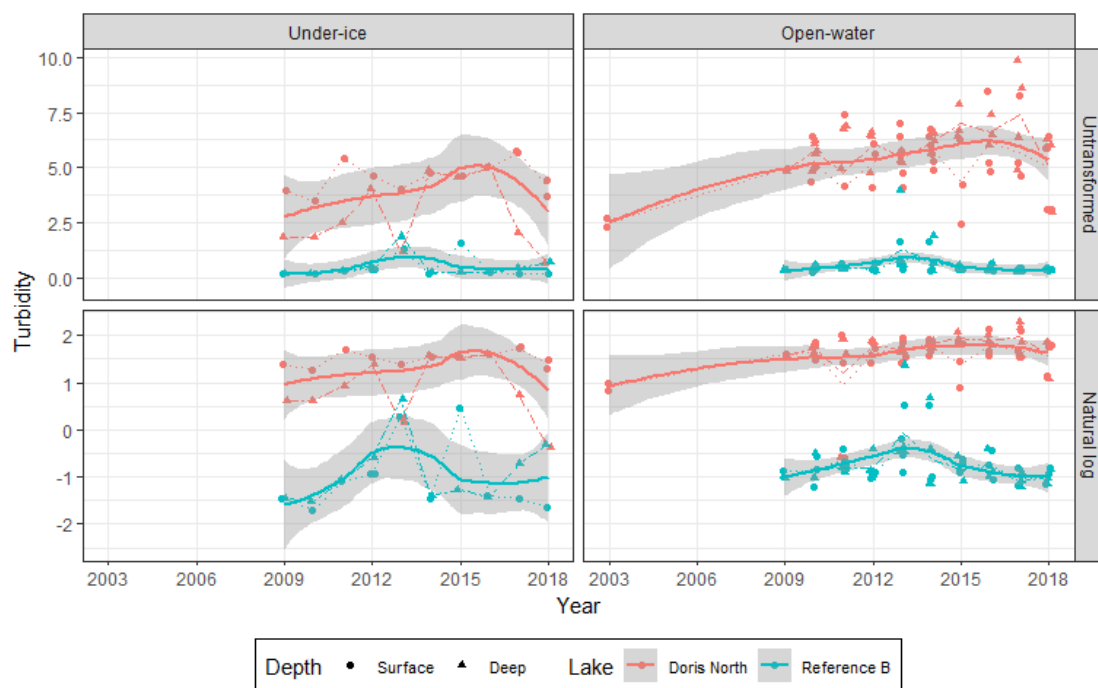 Under-ice Open-water
10.0
7.5
5.0
2.5
0.0
Untransformed
Turbidity
2
1
0
-1
-2
Natural log
2003 2006 2009 2012 2015 2018 2003 2006 2009 2012 2015 2018
Year
Depth Surface Deep Lake Doris North Reference B